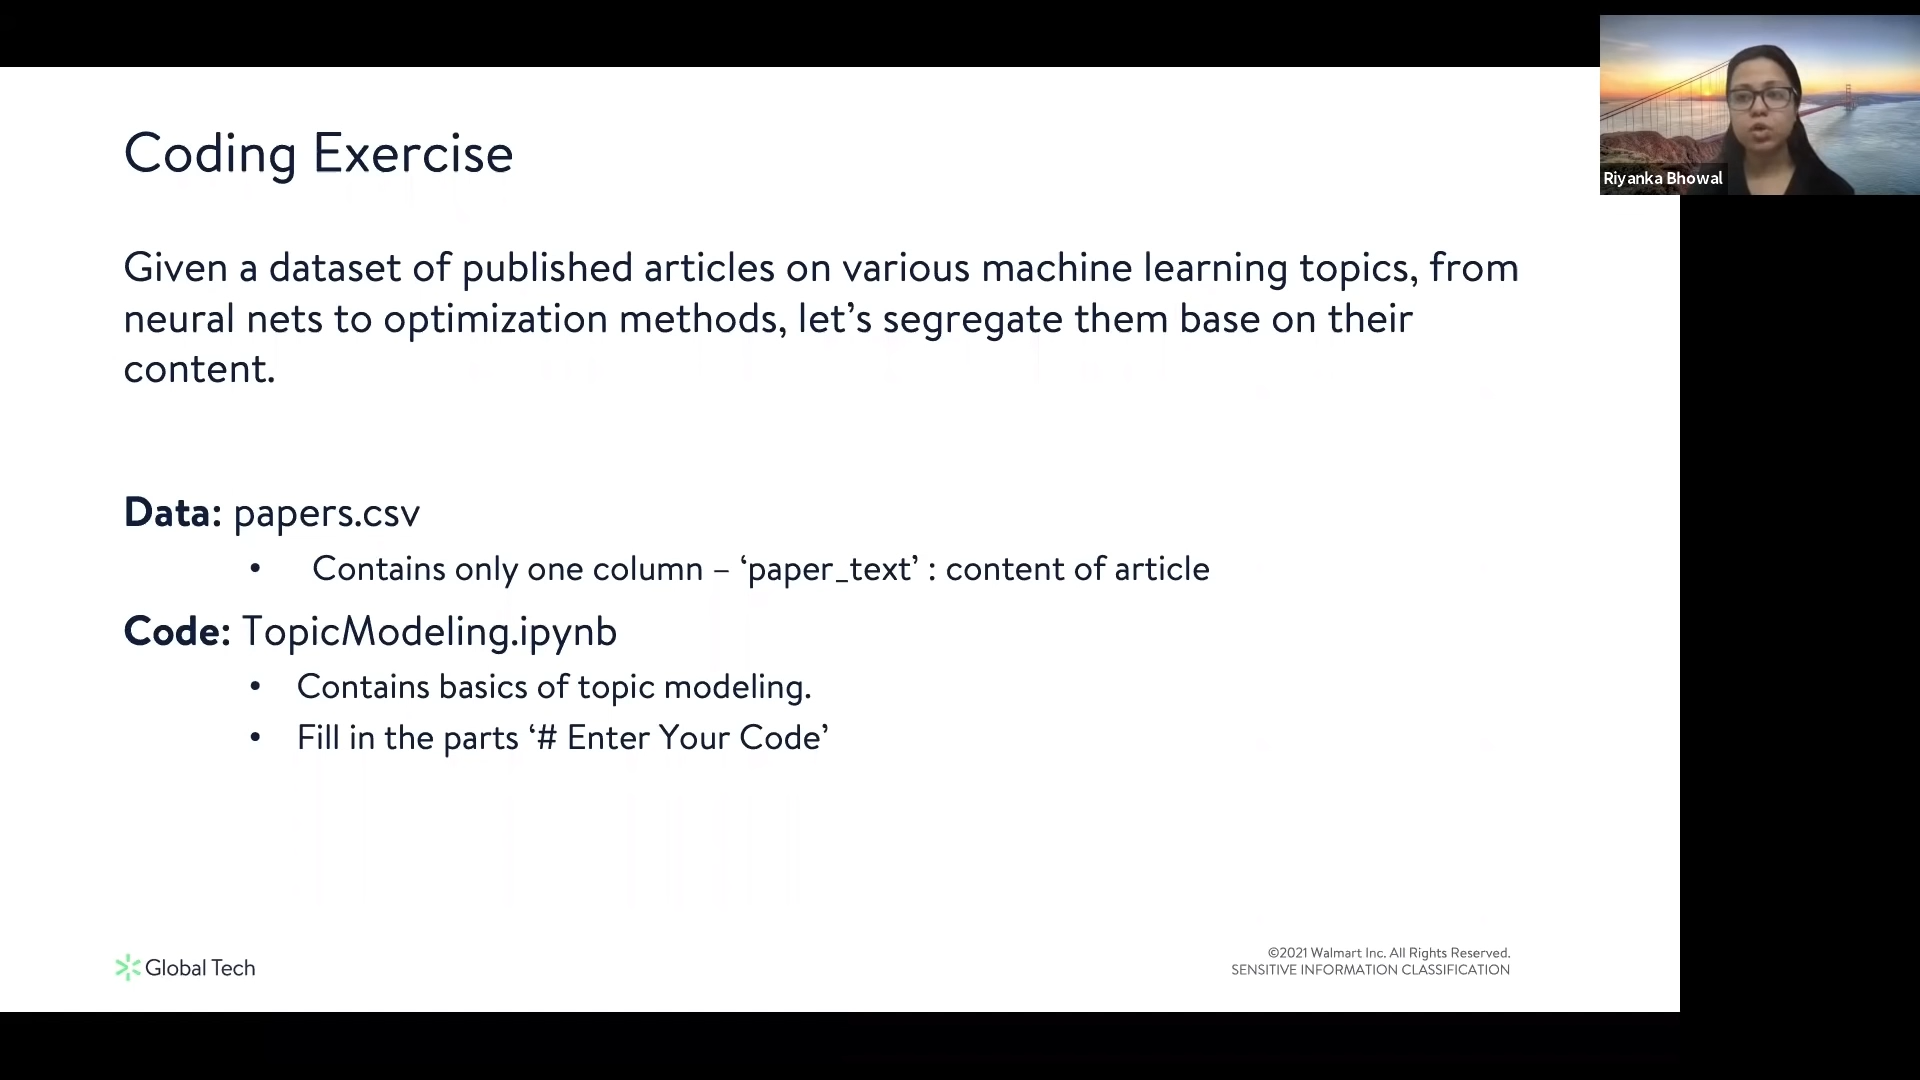 Coding Exercise
Given a dataset of published articles on various machine learning topics, from
neural nets to optimization methods, let’s segregate them base on their
content.
Data: papers.csv
• Contains only one column – ‘paper_text’ : content of article
Code: TopicModeling.ipynb
• Contains basics of topic modeling.
• Fill in the parts ‘# Enter Your Code’
Global Tech
©2021 Walmart Inc. All Rights Reserved.
SENSITIVE INFORMATION CLASSIFICATION
Riyanka Bhowal